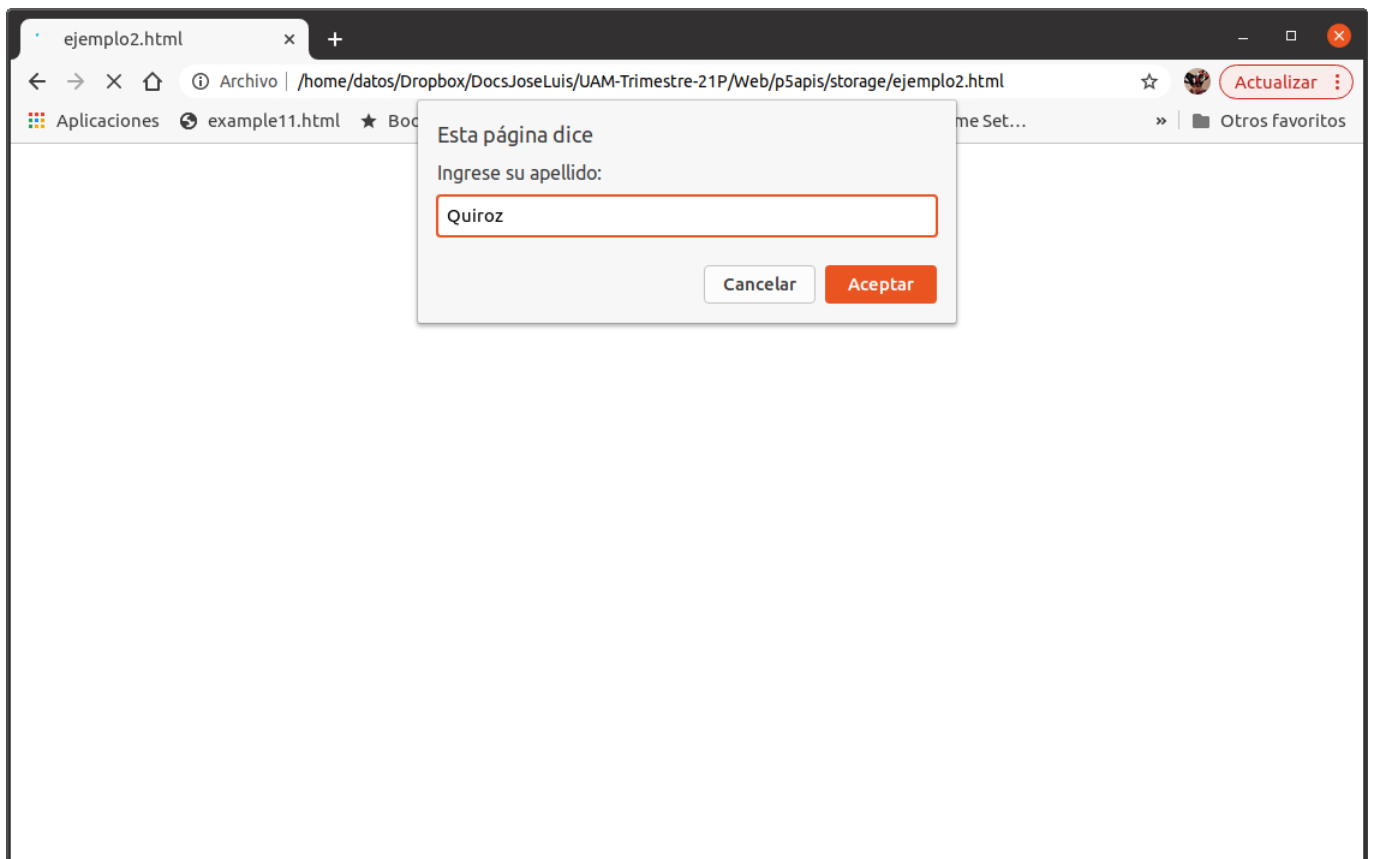 ejemplo2.html
Archivo | /home/datos/Dropbox/DocsJoseLuis/UAM-Trimestre-21P/Web/p5apis/storage/ejemplo2.html
Actualizar
Aplicaciones example11.html Boo me Set… » Otros favoritos
Esta página dice
Ingrese su apellido:
Quiroz
Cancelar Aceptar